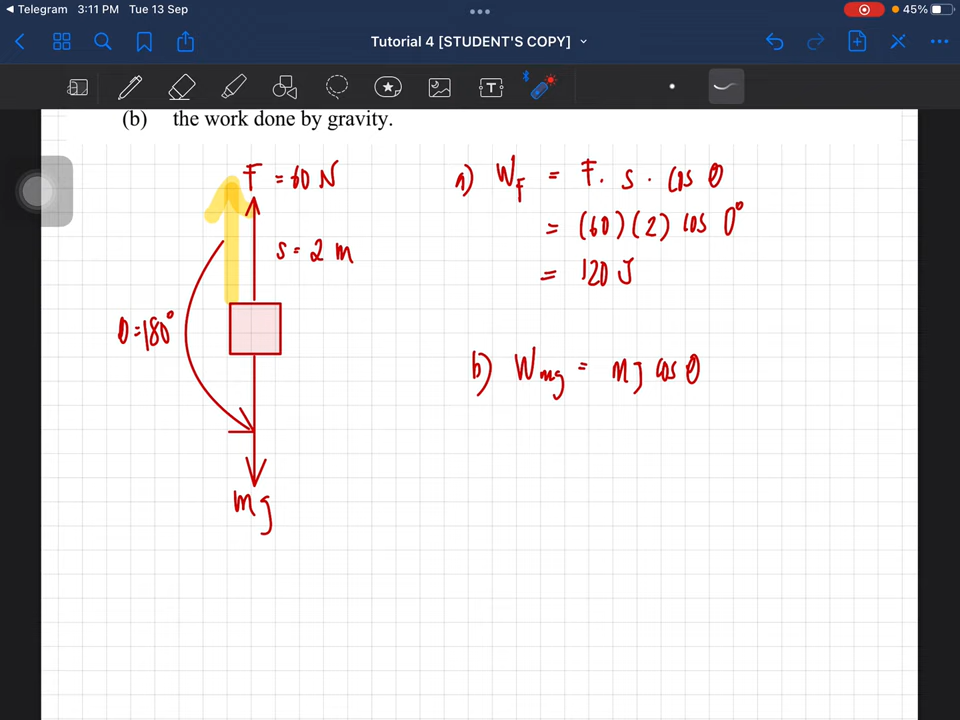 Telegram 3:11 PM Tue 13 Sep 45%
Tutorial 4 [STUDENT'S COPY]
(b) the work done by gravity.
F = 60 N
s = 2 m
θ = 180°
mg
a) W_F = F. s . cos θ
= (60) (2) cos 0°
= 120 J
b) W_mg = mg cos θ